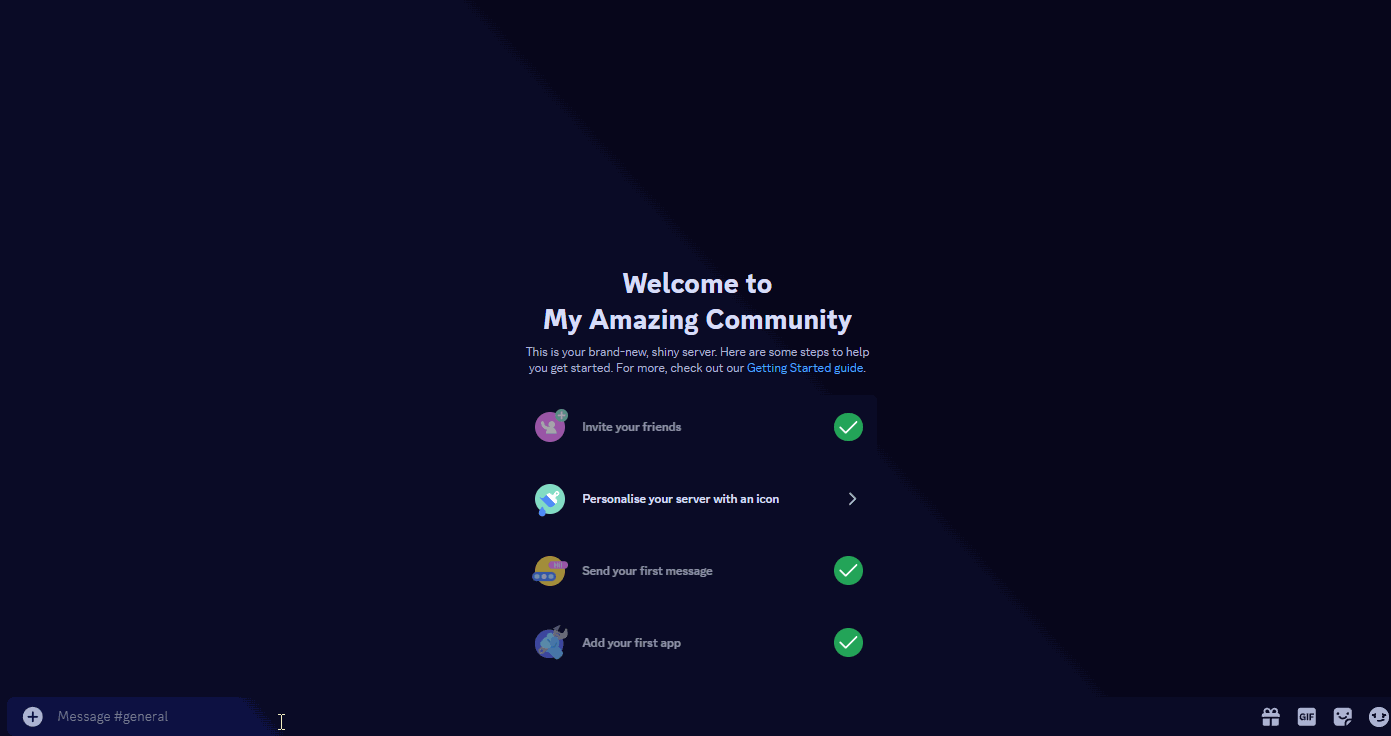 Welcome to
My Amazing Community
This is your brand-new, shiny server. Here are some steps to help
you get started. For more, check out our Getting Started guide.
Invite your friends
Personalise your server with an icon
Send your first message
Add your first app
Message #general
GIF